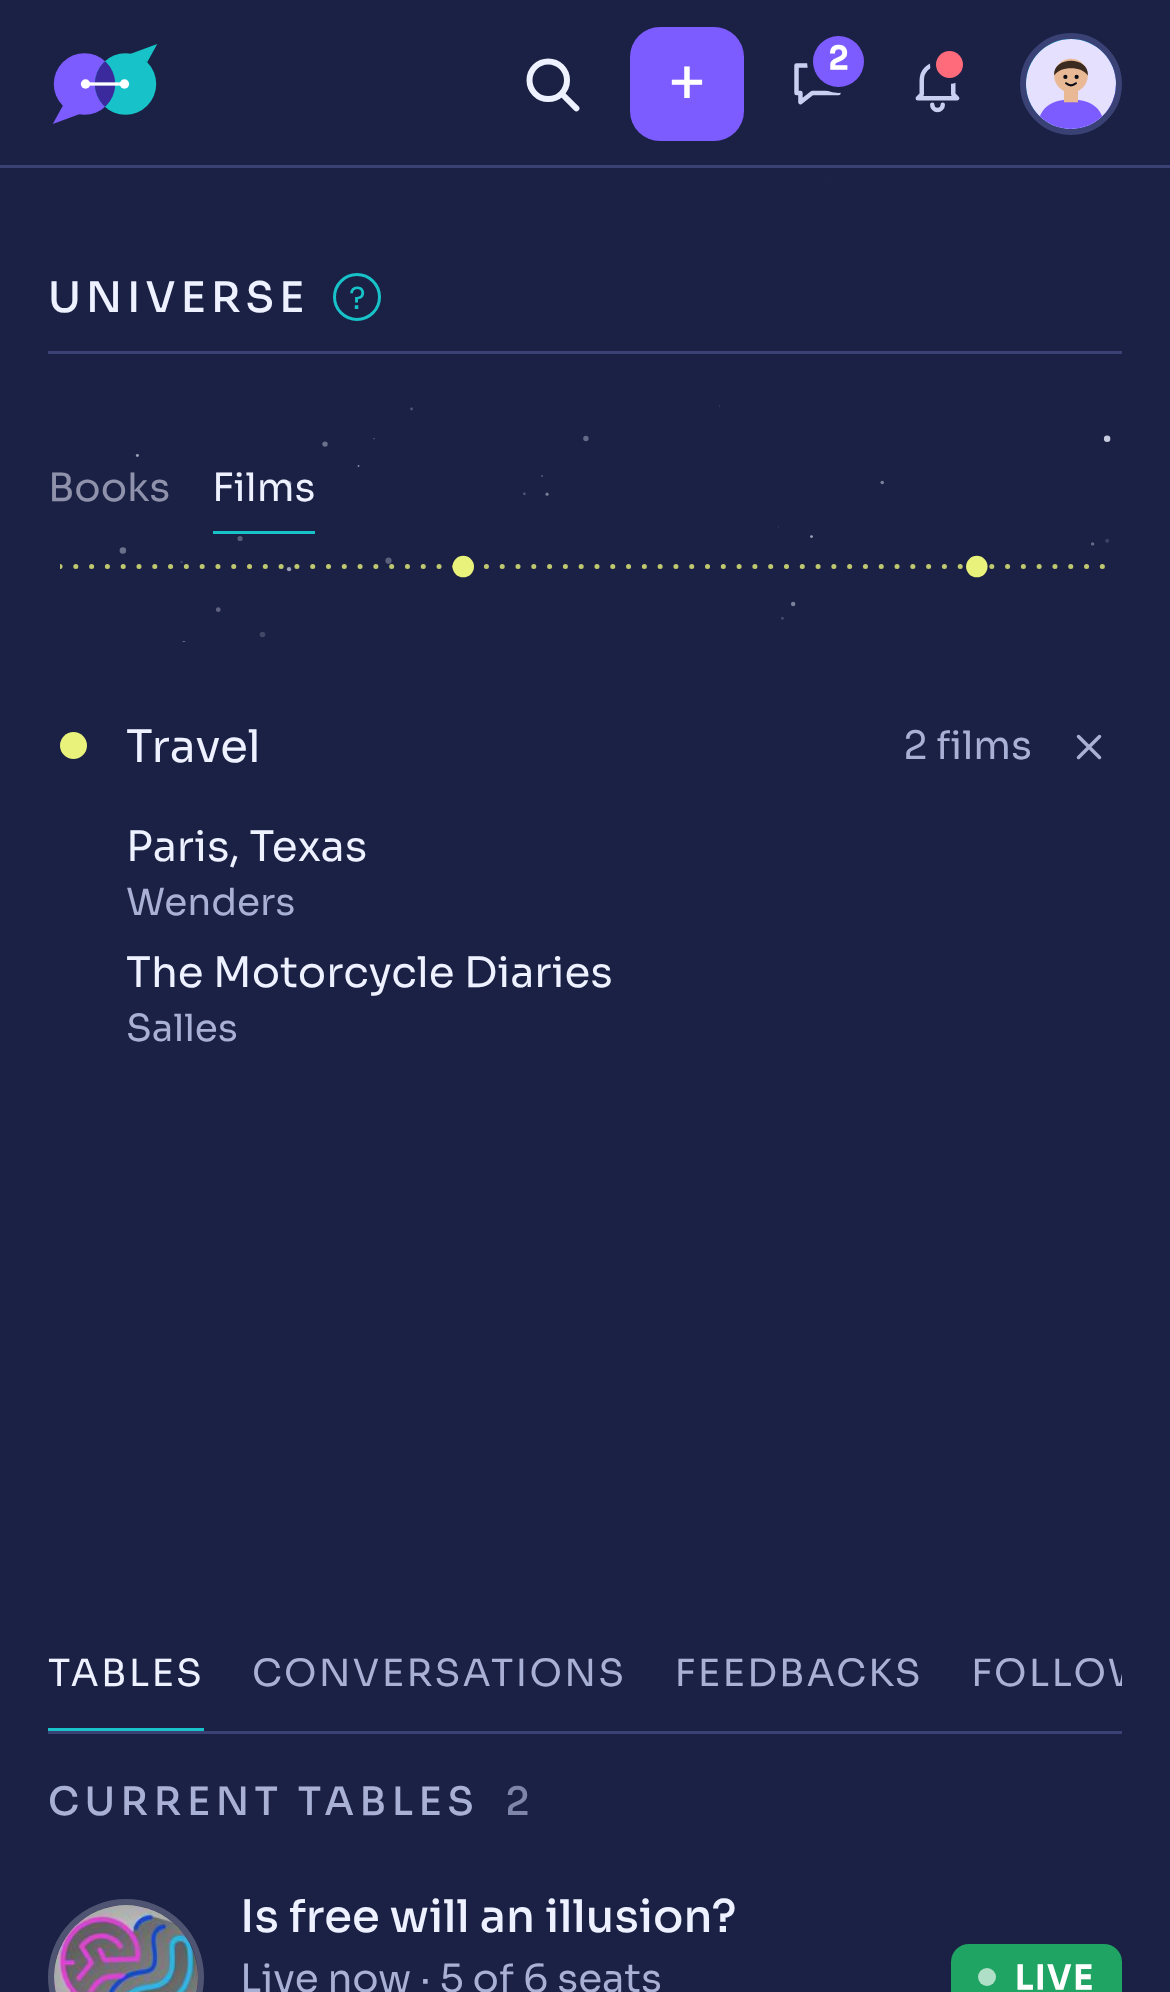 +
2
UNIVERSE ?
Books Films
Travel 2 films ×
Paris, Texas
Wenders
The Motorcycle Diaries
Salles
TABLES CONVERSATIONS FEEDBACKS FOLLOW
CURRENT TABLES 2
Is free will an illusion?
Live now · 5 of 6 seats
LIVE